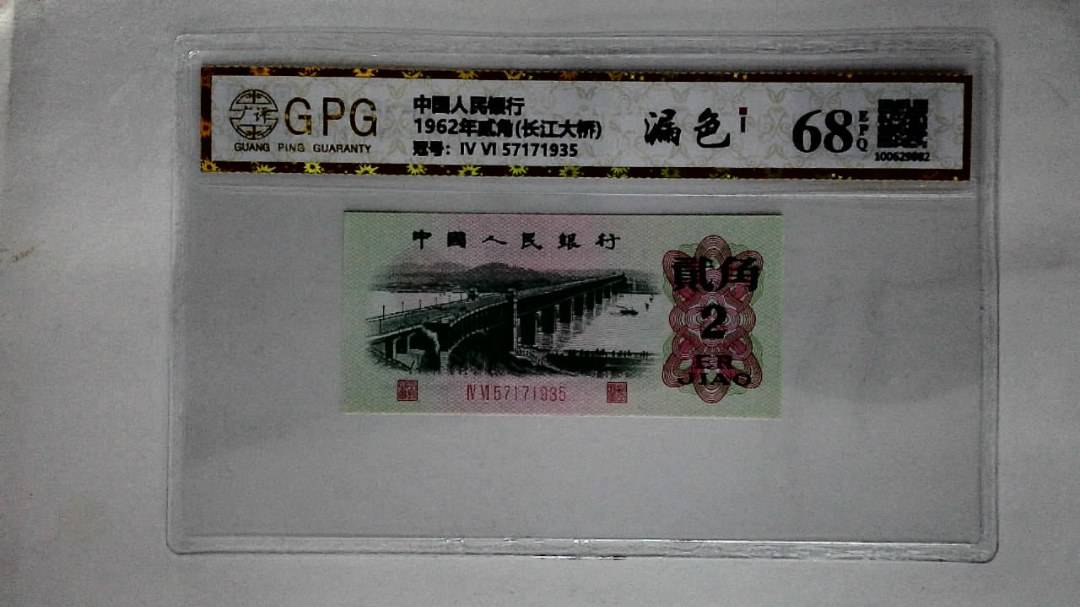 GPG
GUANG PING GUARANTY
中国人民银行
1962年贰角(长江大桥)
冠号：Ⅳ Ⅵ 57171935
漏色
68
EPQ
100629882
中國人民銀行
貳角
2
ER
JIAO
Ⅳ Ⅵ 57171935